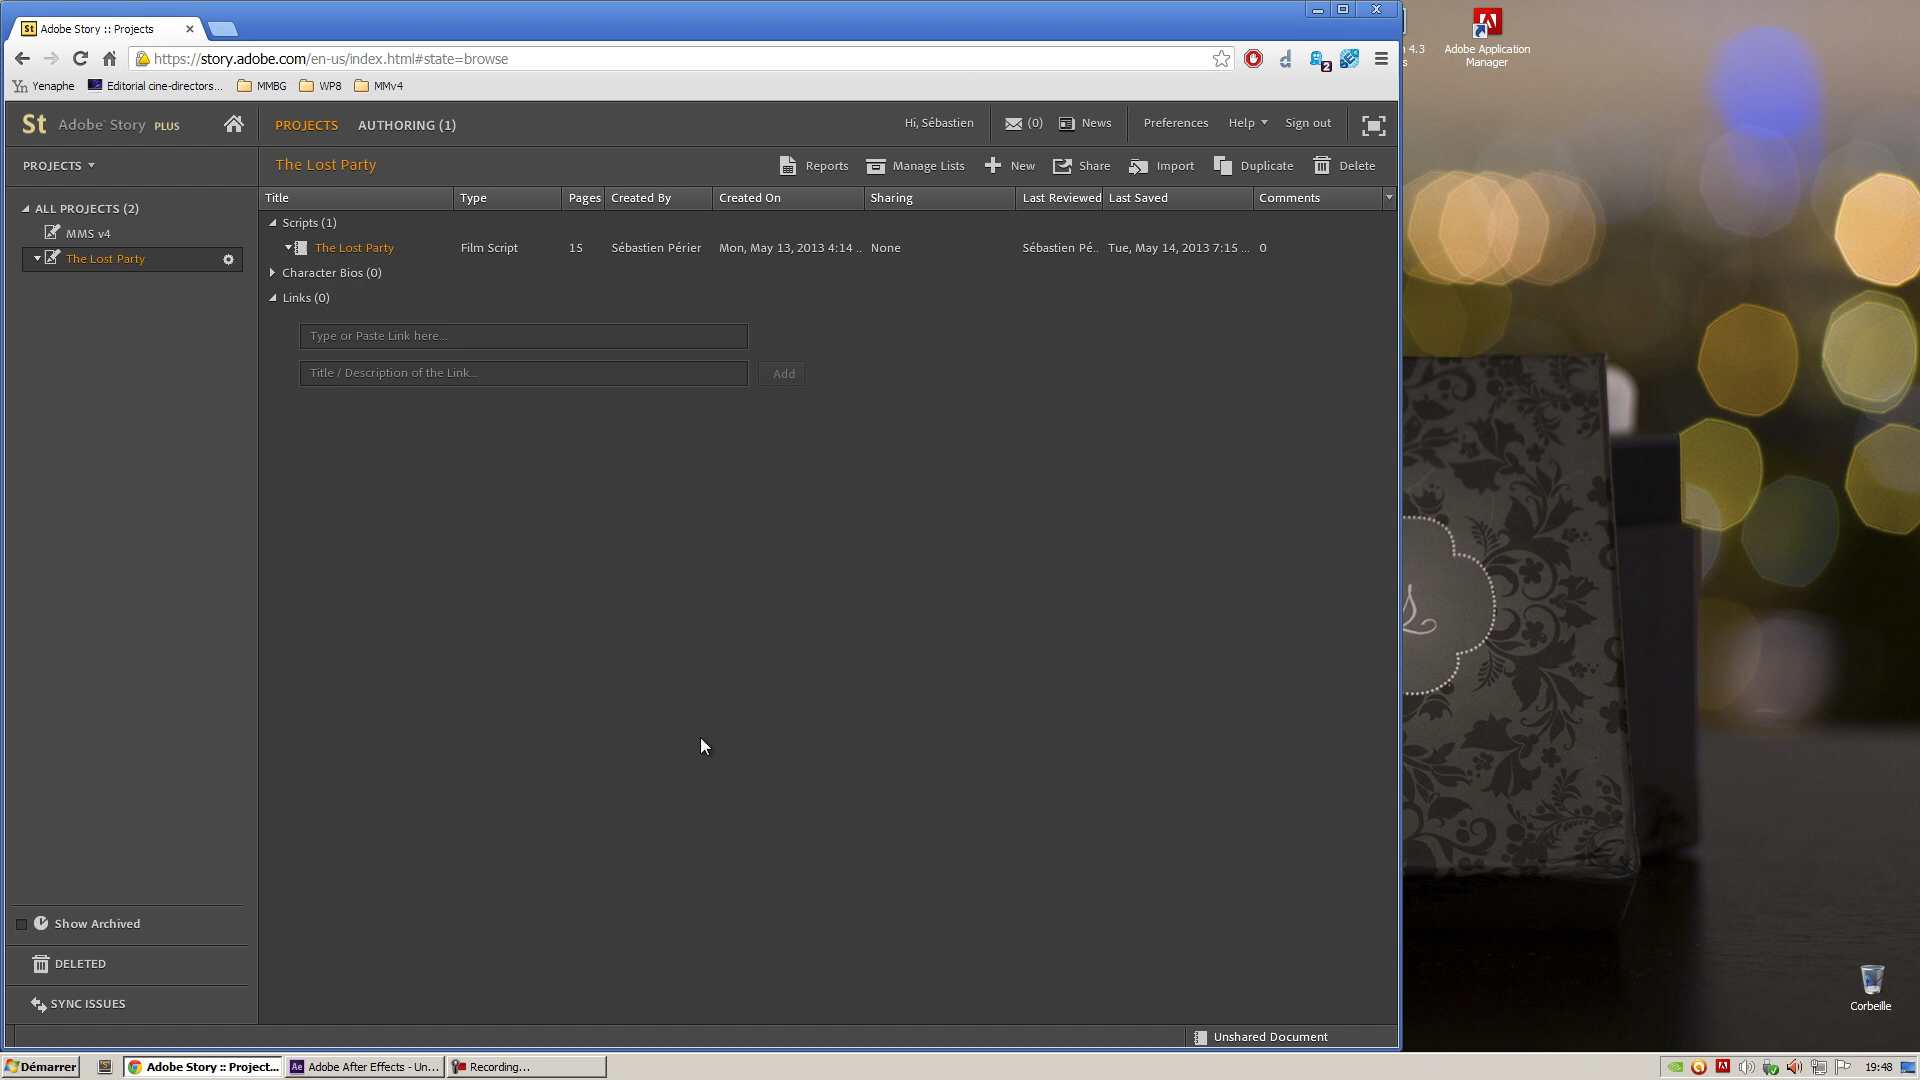 St Adobe Story :: Projects
https://story.adobe.com/en-us/index.html#state=browse
Yn Yenaphe Editorial cine-directors... MMBG WP8 MMv4
St Adobe Story PLUS PROJECTS AUTHORING (1) Hi, Sébastien (0) News Preferences Help Sign out
PROJECTS The Lost Party Reports Manage Lists New Share Import Duplicate Delete
Title Type Pages Created By Created On Sharing Last Reviewed Last Saved Comments
ALL PROJECTS (2)
MMS v4
The Lost Party
Scripts (1)
The Lost Party Film Script 15 Sébastien Périer Mon, May 13, 2013 4:14 .. None Sébastien Pé.. Tue, May 14, 2013 7:15 ... 0
Character Bios (0)
Links (0)
Type or Paste Link here...
Title / Description of the Link... Add
Show Archived
DELETED
SYNC ISSUES
Unshared Document
4.3
s
Adobe Application
Manager
Corbeille
Démarrer Adobe Story :: Project... Ae Adobe After Effects - Un... Recording... 19:48